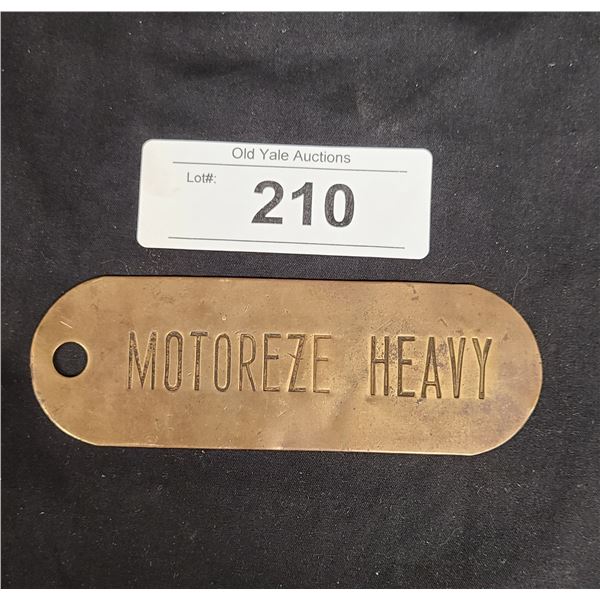 Old Yale Auctions
Lot#:
210
MOTOREZE HEAVY